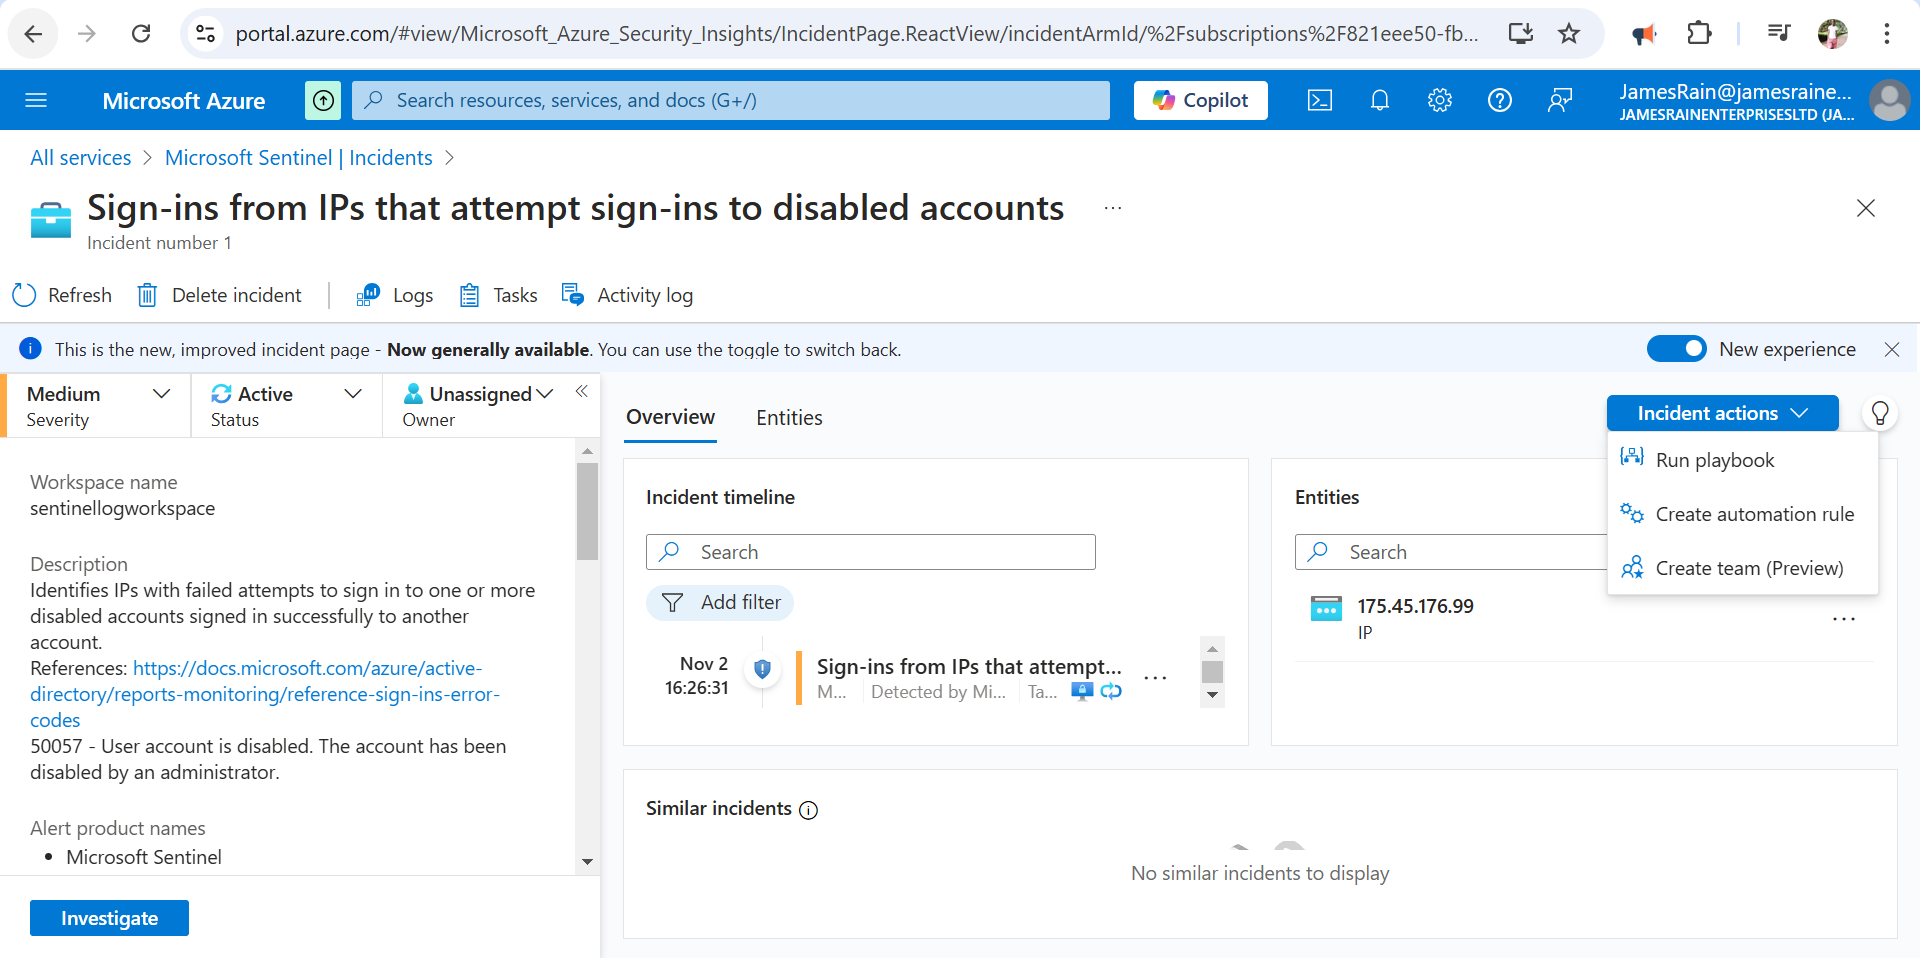 portal.azure.com/#view/Microsoft_Azure_Security_Insights/IncidentPage.ReactView/incidentArmId/%2Fsubscriptions%2F821eee50-fb...
Microsoft Azure
Search resources, services, and docs (G+/)
Copilot
JamesRain@jamesraine...
JAMESRAINENTERPRISESLTD (JA...
All services > Microsoft Sentinel | Incidents >
Sign-ins from IPs that attempt sign-ins to disabled accounts ...
Incident number 1
Refresh Delete incident Logs Tasks Activity log
This is the new, improved incident page - Now generally available. You can use the toggle to switch back.
New experience
Medium
Severity
Active
Status
Unassigned
Owner
Workspace name
sentinellogworkspace
Description
Identifies IPs with failed attempts to sign in to one or more
disabled accounts signed in successfully to another
account.
References: https://docs.microsoft.com/azure/active-
directory/reports-monitoring/reference-sign-ins-error-
codes
50057 - User account is disabled. The account has been
disabled by an administrator.
Alert product names
• Microsoft Sentinel
Investigate
Overview Entities
Incident actions
Run playbook
Create automation rule
Create team (Preview)
Incident timeline
Search
Add filter
Nov 2
16:26:31
Sign-ins from IPs that attempt...
M... Detected by Mi... Ta...
Entities
Search
175.45.176.99
IP
Similar incidents
No similar incidents to display